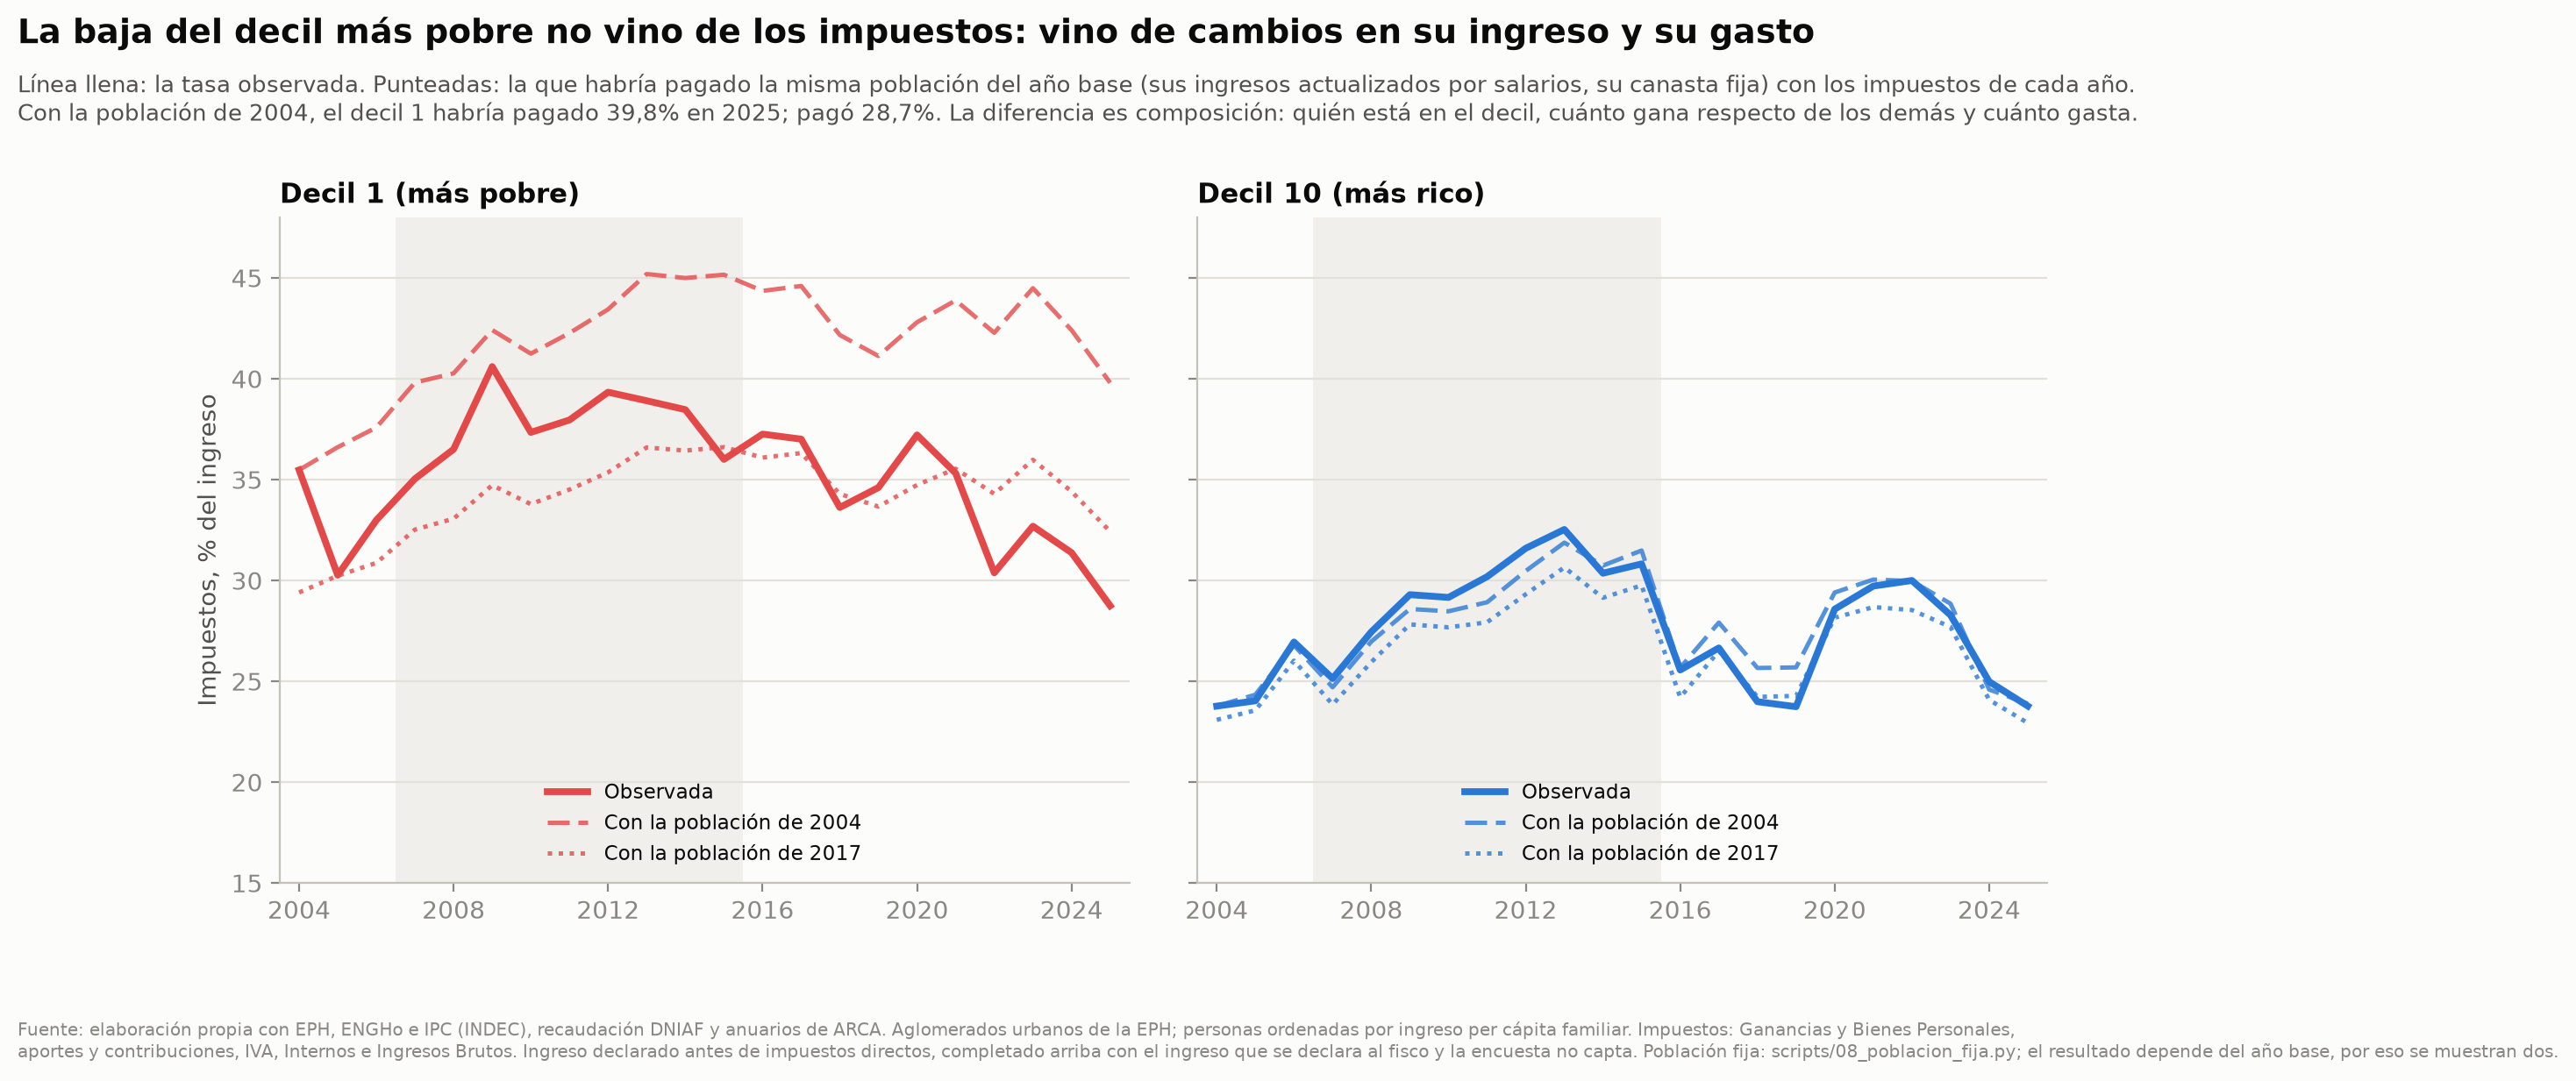 La baja del decil más pobre no vino de los impuestos: vino de cambios en su ingreso y su gasto
Línea llena: la tasa observada. Punteadas: la que habría pagado la misma población del año base (sus ingresos actualizados por salarios, su canasta fija) con los impuestos de cada año.
Con la población de 2004, el decil 1 habría pagado 39,8% en 2025; pagó 28,7%. La diferencia es composición: quién está en el decil, cuánto gana respecto de los demás y cuánto gasta.
Decil 1 (más pobre)
Impuestos, % del ingreso
45
40
35
30
25
20
15
Observada
Con la población de 2004
Con la población de 2017
2004 2008 2012 2016 2020 2024
Decil 10 (más rico)
Observada
Con la población de 2004
Con la población de 2017
2004 2008 2012 2016 2020 2024
Fuente: elaboración propia con EPH, ENGHo e IPC (INDEC), recaudación DNIAF y anuarios de ARCA. Aglomerados urbanos de la EPH; personas ordenadas por ingreso per cápita familiar. Impuestos: Ganancias y Bienes Personales,
aportes y contribuciones, IVA, Internos e Ingresos Brutos. Ingreso declarado antes de impuestos directos, completado arriba con el ingreso que se declara al fisco y la encuesta no capta. Población fija: scripts/08_poblacion_fija.py; el resultado depende del año base, por eso se muestran dos.